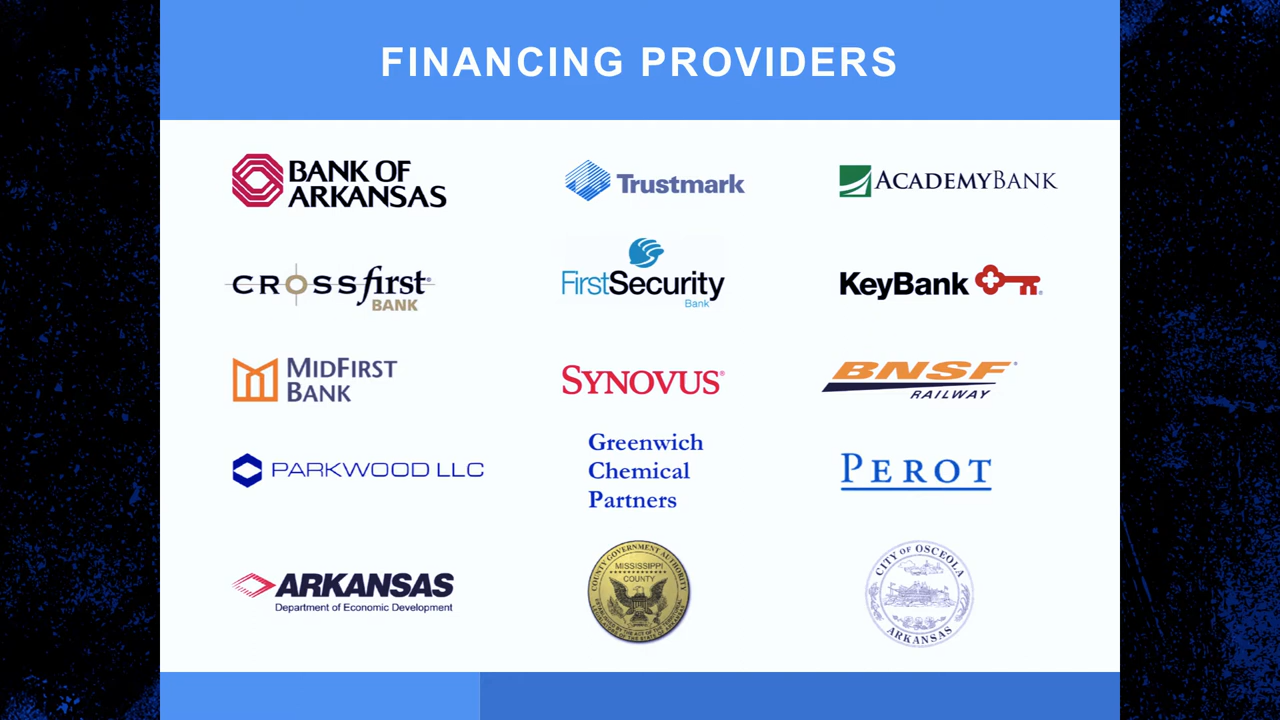 FINANCING PROVIDERS
BANK OF
ARKANSAS
Trustmark
ACADEMYBANK
CROSSfirst®
BANK
FirstSecurity
Bank
KeyBank
MIDFIRST
BANK
SYNOVUS®
BNSF®
RAILWAY
PARKWOOD LLC
Greenwich
Chemical
Partners
PEROT
ARKANSAS
Department of Economic Development
COUNTY GOVERNMENT AUTHORITY
MISSISSIPPI
COUNTY
CITY OF OSCEOLA
ARKANSAS